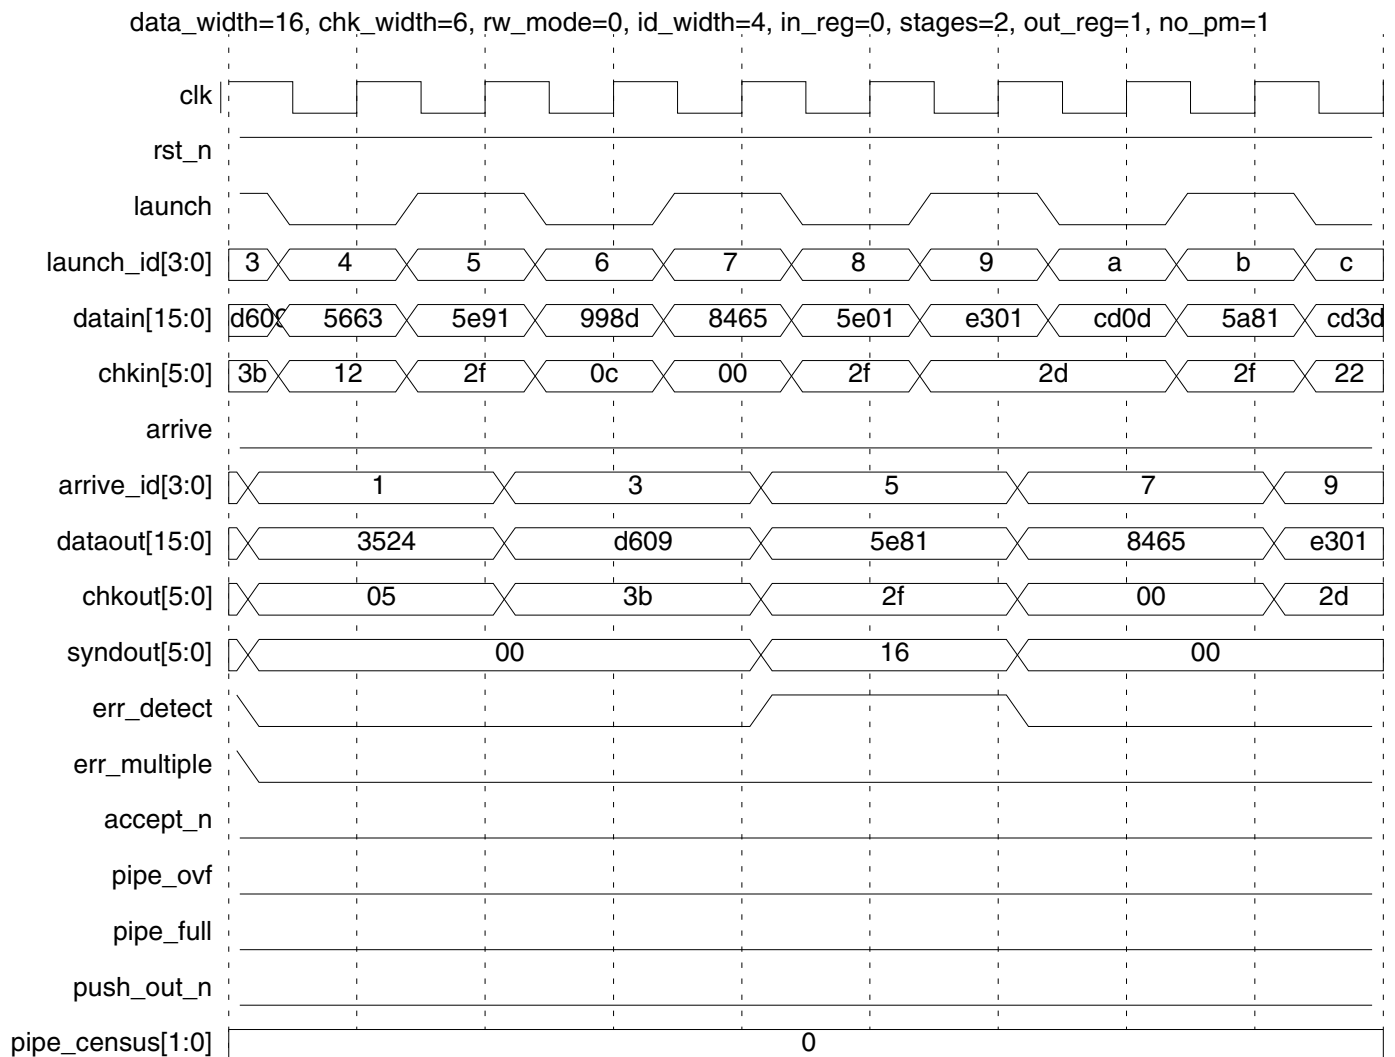 data_width=16, chk_width=6, rw_mode=0, id_width=4, in_reg=0, stages=2, out_reg=1, no_pm=1
clk
rst_n
launch
launch_id[3:0] 3 4 5 6 7 8 9 a b c
datain[15:0] d609 5663 5e91 998d 8465 5e01 e301 cd0d 5a81 cd3d
chkin[5:0] 3b 12 2f 0c 00 2f 2d 2f 22
arrive
arrive_id[3:0] 1 3 5 7 9
dataout[15:0] 3524 d609 5e81 8465 e301
chkout[5:0] 05 3b 2f 00 2d
syndout[5:0] 00 16 00
err_detect
err_multiple
accept_n
pipe_ovf
pipe_full
push_out_n
pipe_census[1:0] 0